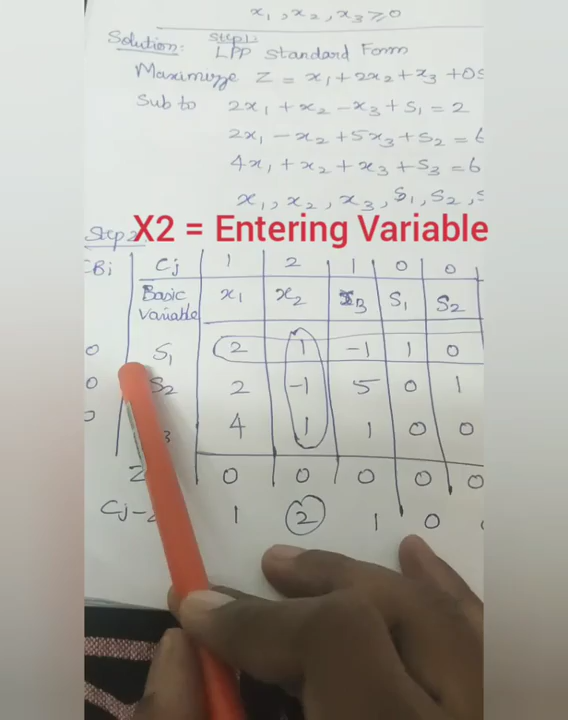 x₁, x₂, x₃ ≥ 0
Solution: Step 1:
LPP Standard Form
Maximize Z = x₁ + 2x₂ + x₃ + 0S
Sub to 2x₁ + x₂ - x₃ + S₁ = 2
2x₁ - x₂ + 5x₃ + S₂ = 6
4x₁ + x₂ + x₃ + S₃ = 6
x₁, x₂, x₃, S₁, S₂, S
Step 2
X2 = Entering Variable
CBi Cj 1 2 1 0 0
Basic Variable x₁ x₂ x₃ S₁ S₂
0 S₁ 2 1 -1 1 0
0 S₂ 2 -1 5 0 1
0 3 4 1 1 0 0
Z 0 0 0 0 0
Cj - Z 1 2 1 0